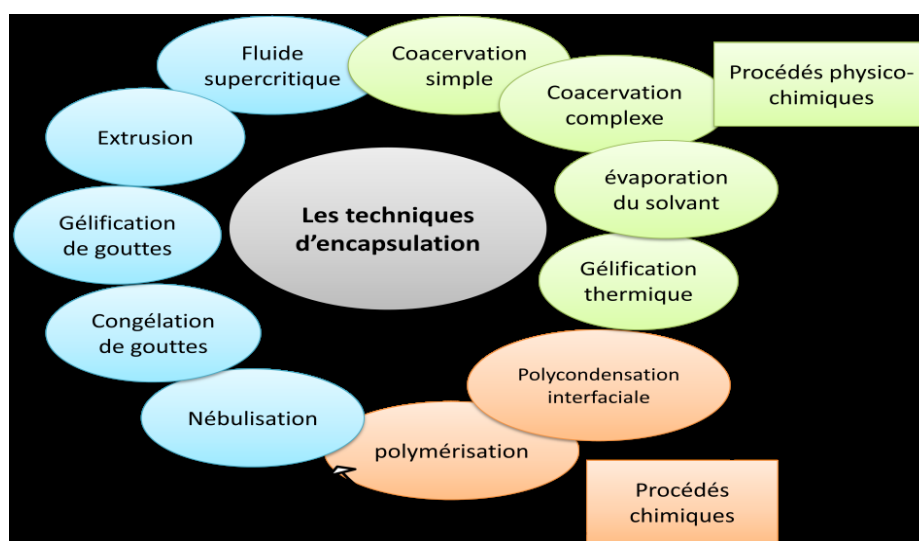 Fluide
supercritique
Coacervation
simple
Procédés physico-
chimiques
Coacervation
complexe
Extrusion
évaporation
du solvant
Les techniques
d'encapsulation
Gélification
de gouttes
Gélification
thermique
Congélation
de gouttes
Polycondensation
interfaciale
Nébulisation
polymérisation
Procédés
chimiques